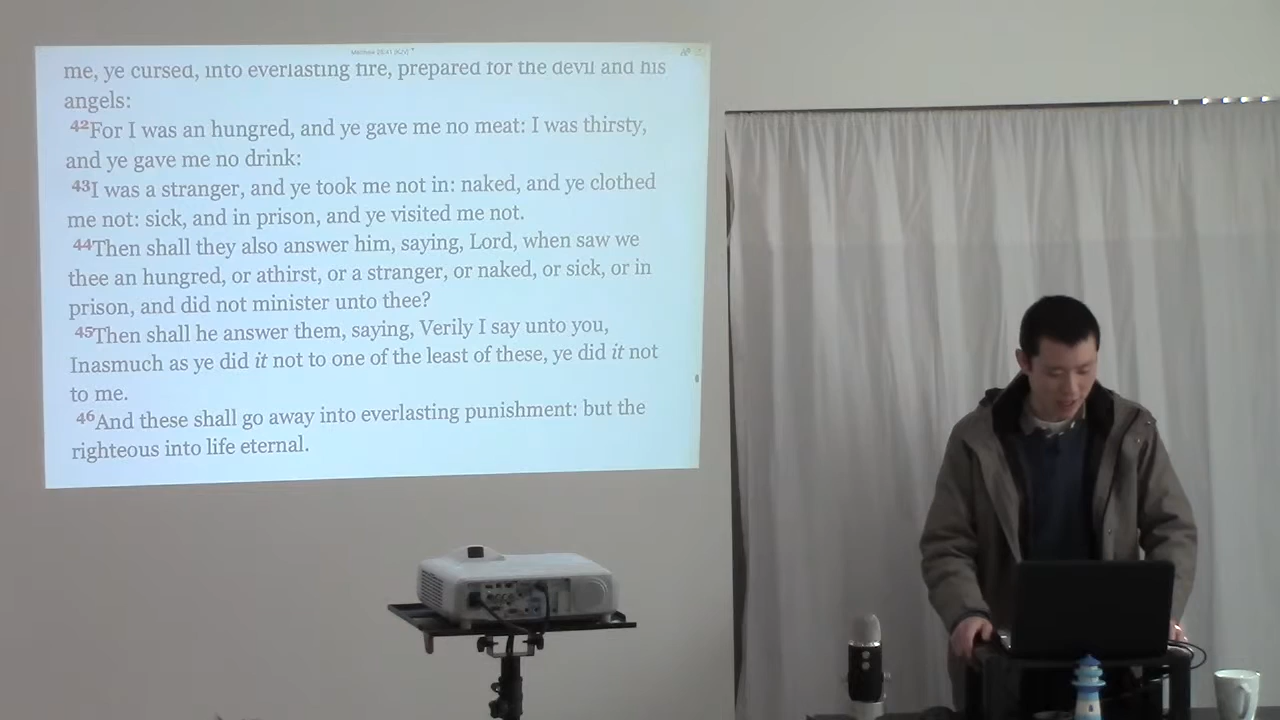 Matthew 25:41 (KJV)
me, ye cursed, into everlasting fire, prepared for the devil and his
angels:
42For I was an hungred, and ye gave me no meat: I was thirsty,
and ye gave me no drink:
43I was a stranger, and ye took me not in: naked, and ye clothed
me not: sick, and in prison, and ye visited me not.
44Then shall they also answer him, saying, Lord, when saw we
thee an hungred, or athirst, or a stranger, or naked, or sick, or in
prison, and did not minister unto thee?
45Then shall he answer them, saying, Verily I say unto you,
Inasmuch as ye did it not to one of the least of these, ye did it not
to me.
46And these shall go away into everlasting punishment: but the
righteous into life eternal.